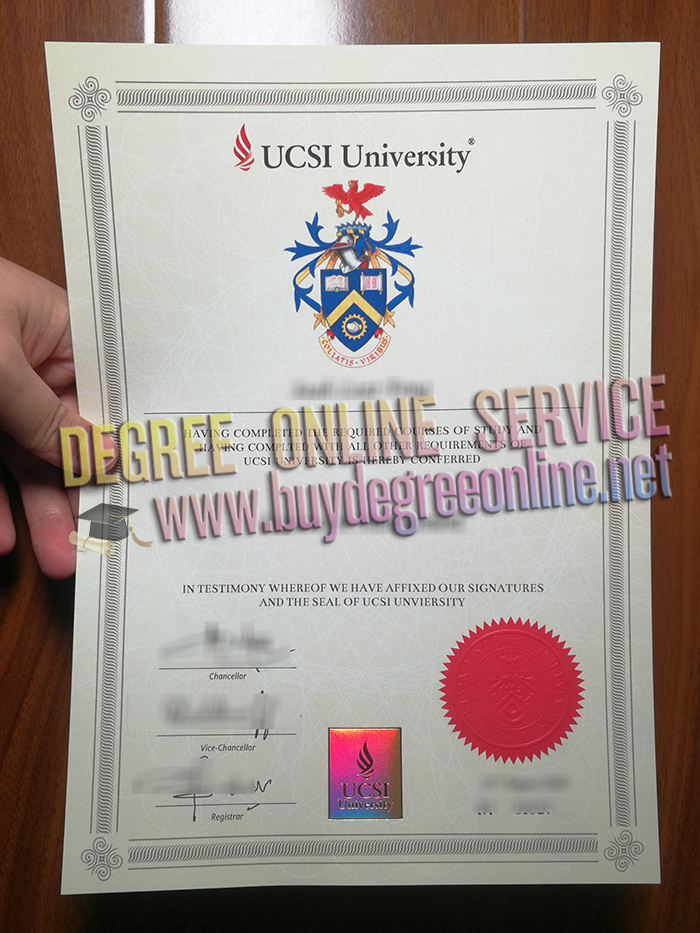 UCSI University®
COLIATIS · VIRIBUS
DEGREE ONLINE SERVICE
HAVING COMPLETED THE REQUIRED COURSES OF STUDY AND
HAVING COMPLTED WITH ALL OTHER REQUIREMENTS OF
UCSI UNIVERSITY IS HEREBY CONFERRED
www.buydegreeonline.net
IN TESTIMONY WHEREOF WE HAVE AFFIXED OUR SIGNATURES
AND THE SEAL OF UCSI UNVIERSITY
Chancellor
Vice-Chancellor
Registrar
UCSI
University